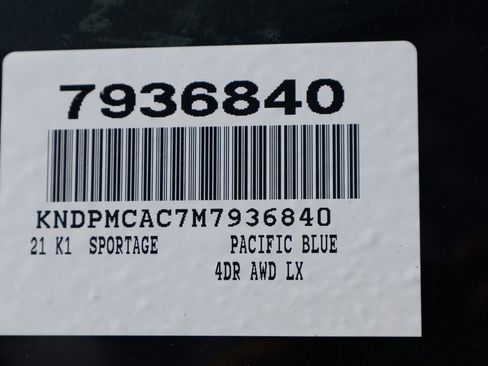 7936840
KNDPMCAC7M7936840
21 K1 SPORTAGE PACIFIC BLUE
4DR AWD LX